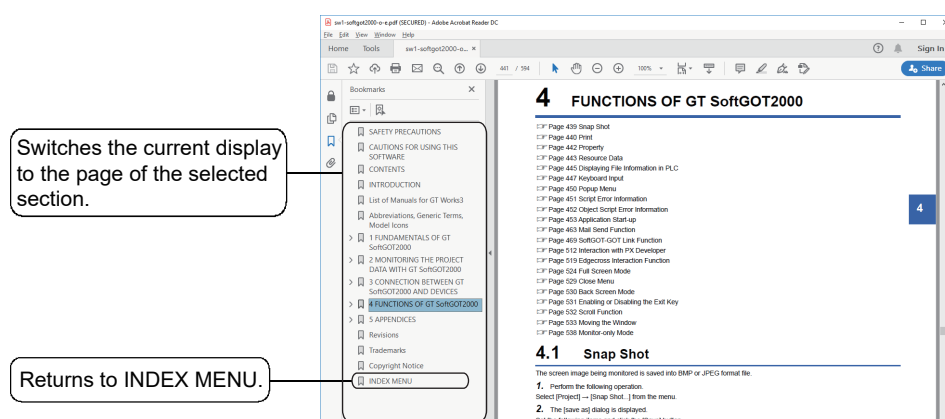 sw1-softgot2000-o-e.pdf (SECURED) - Adobe Acrobat Reader DC
File Edit View Window Help
Home Tools sw1-softgot2000-o-... × Sign In
441 / 594 100% Share
Bookmarks ×
SAFETY PRECAUTIONS
CAUTIONS FOR USING THIS
SOFTWARE
CONTENTS
INTRODUCTION
List of Manuals for GT Works3
Abbreviations, Generic Terms,
Model Icons
1 FUNDAMENTALS OF GT
SoftGOT2000
2 MONITORING THE PROJECT
DATA WITH GT SoftGOT2000
3 CONNECTION BETWEEN GT
SoftGOT2000 AND DEVICES
4 FUNCTIONS OF GT SoftGOT2000
5 APPENDICES
Revisions
Trademarks
Copyright Notice
INDEX MENU
Switches the current display
to the page of the selected
section.
Returns to INDEX MENU.
4 FUNCTIONS OF GT SoftGOT2000
Page 439 Snap Shot
Page 440 Print
Page 442 Property
Page 443 Resource Data
Page 445 Displaying File Information in PLC
Page 447 Keyboard Input
Page 450 Popup Menu
Page 451 Script Error Information
Page 452 Object Script Error Information
Page 453 Application Start-up
Page 463 Mail Send Function
Page 469 SoftGOT-GOT Link Function
Page 512 Interaction with PX Developer
Page 519 Edgecross Interaction Function
Page 524 Full Screen Mode
Page 529 Close Menu
Page 530 Back Screen Mode
Page 531 Enabling or Disabling the Exit Key
Page 532 Scroll Function
Page 533 Moving the Window
Page 538 Monitor-only Mode
4
4.1 Snap Shot
The screen image being monitored is saved into BMP or JPEG format file.
1. Perform the following operation.
Select [Project] → [Snap Shot...] from the menu.
2. The [save as] dialog is displayed.